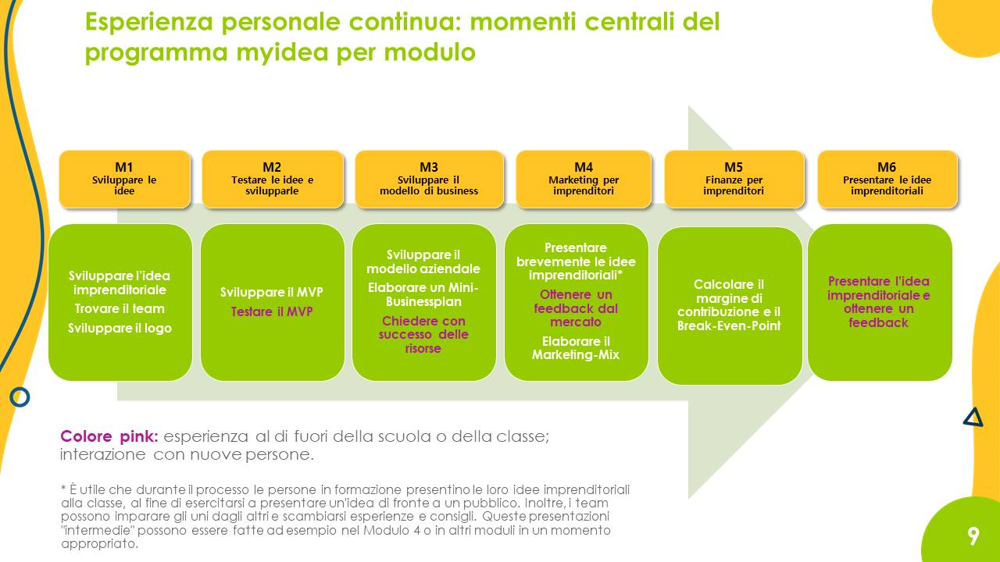 Esperienza personale continua: momenti centrali del
programma myidea per modulo
M1
Sviluppare le
idee
M2
Testare le idee e
svilupparle
M3
Sviluppare il
modello di business
M4
Marketing per
imprenditori
M5
Finanze per
imprenditori
M6
Presentare le idee
imprenditoriali
Sviluppare l'idea
imprenditoriale
Trovare il team
Sviluppare il logo
Sviluppare il MVP
Testare il MVP
Sviluppare il
modello aziendale
Elaborare un Mini-
Businessplan
Chiedere con
successo delle
risorse
Presentare
brevemente le idee
imprenditoriali*
Ottenere un
feedback dal
mercato
Elaborare il
Marketing-Mix
Calcolare il
margine di
contribuzione e il
Break-Even-Point
Presentare l'idea
imprenditoriale e
ottenere un
feedback
Colore pink: esperienza al di fuori della scuola o della classe;
interazione con nuove persone.
* È utile che durante il processo le persone in formazione presentino le loro idee imprenditoriali
alla classe, al fine di esercitarsi a presentare un'idea di fronte a un pubblico. Inoltre, i team
possono imparare gli uni dagli altri e scambiarsi esperienze e consigli. Queste presentazioni
"intermedie" possono essere fatte ad esempio nel Modulo 4 o in altri moduli in un momento
appropriato.
9